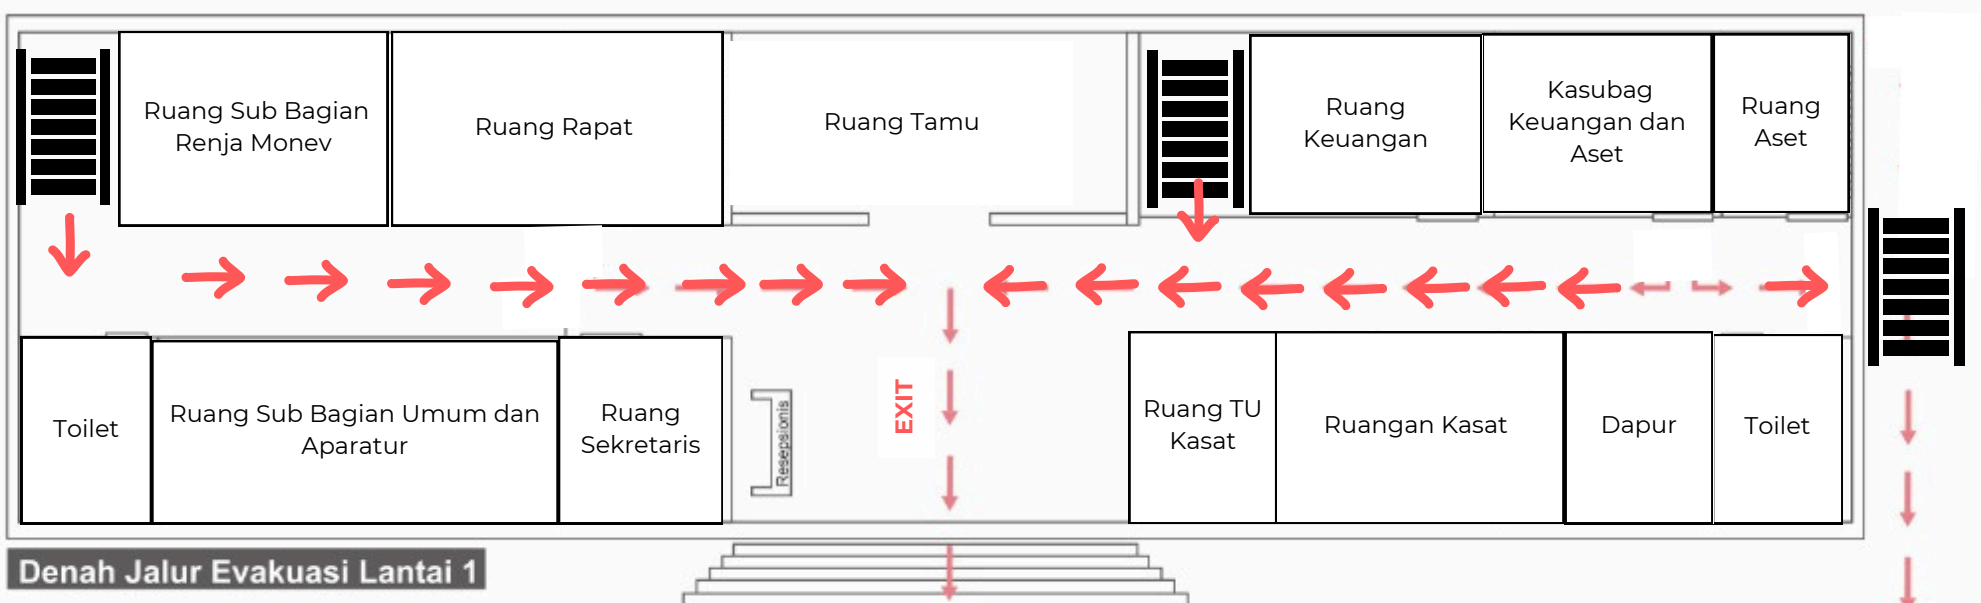 Ruang Sub Bagian
Renja Monev
Ruang Rapat
Ruang Tamu
Ruang
Keuangan
Kasubag
Keuangan dan
Aset
Ruang
Aset
Toilet
Ruang Sub Bagian Umum dan
Aparatur
Ruang
Sekretaris
Resepsionis
EXIT
Ruang TU
Kasat
Ruangan Kasat
Dapur
Toilet
Denah Jalur Evakuasi Lantai 1